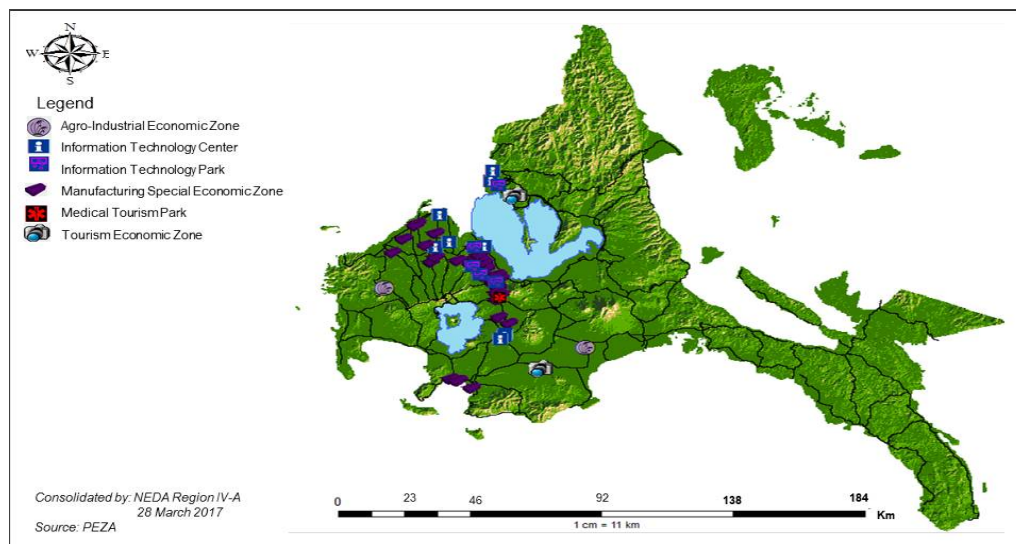 N
W E
S
Legend
Agro-Industrial Economic Zone
Information Technology Center
Information Technology Park
Manufacturing Special Economic Zone
Medical Tourism Park
Tourism Economic Zone
Consolidated by: NEDA Region IV-A
28 March 2017
Source: PEZA
0 23 46 92 138 184
Km
1 cm = 11 km